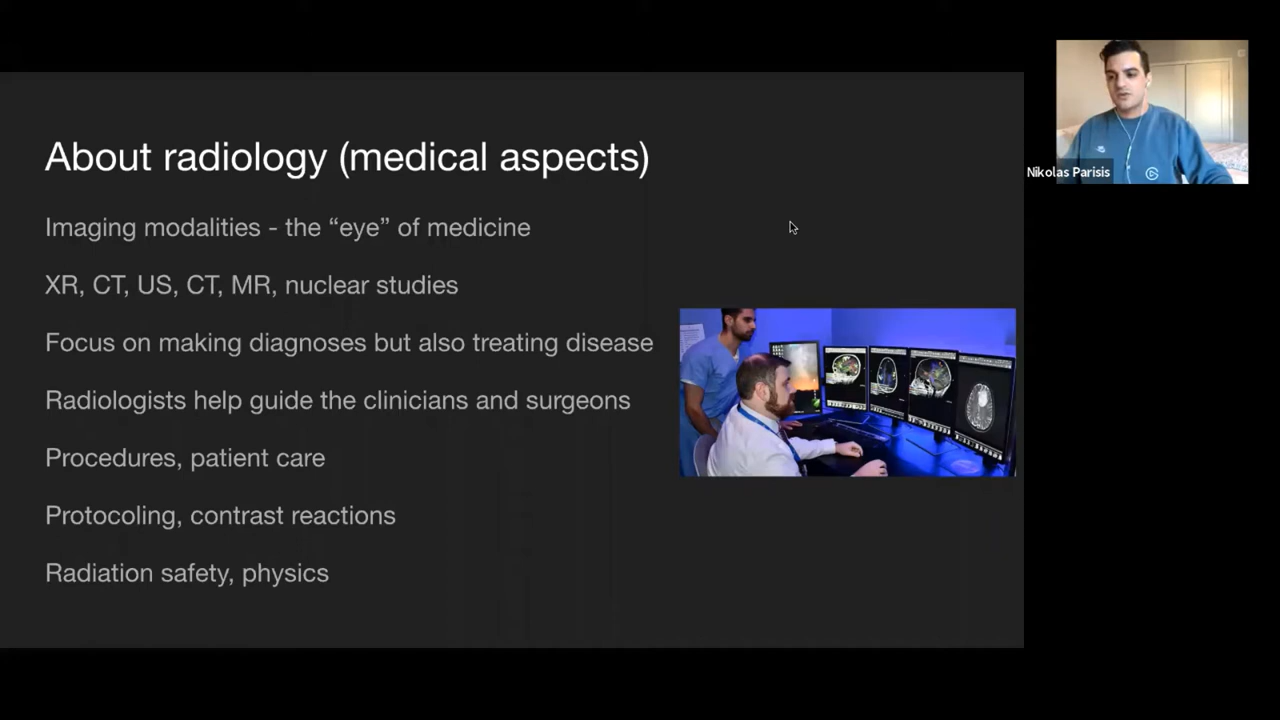 About radiology (medical aspects)
Imaging modalities - the “eye” of medicine
XR, CT, US, CT, MR, nuclear studies
Focus on making diagnoses but also treating disease
Radiologists help guide the clinicians and surgeons
Procedures, patient care
Protocoling, contrast reactions
Radiation safety, physics
Nikolas Parisis